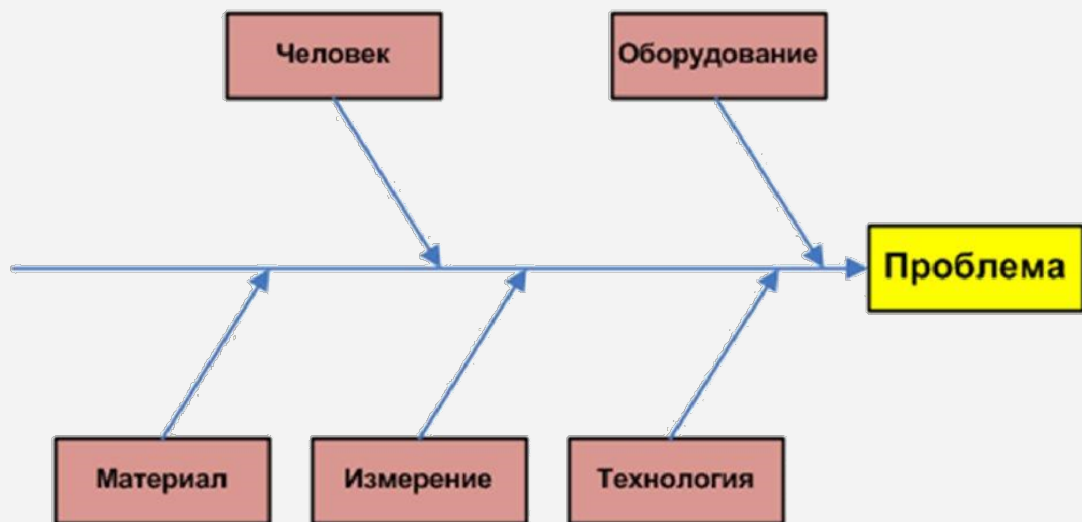 Человек
Оборудование
Проблема
Материал
Измерение
Технология